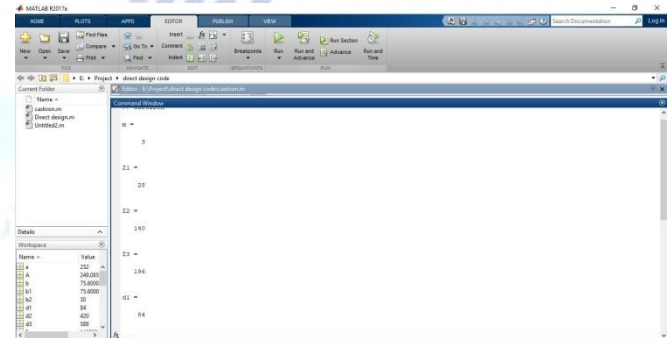 MATLAB R2017a
HOME PLOTS APPS EDITOR PUBLISH VIEW Search Documentation Log In
New Open Save Find Files Compare Print Go To Find Insert Comment Indent Breakpoints Run Run and Advance Run Section Advance Run and Time
FILE NAVIGATE EDIT BREAKPOINTS RUN
E: Project direct design code
Current Folder
Name
castiron.m
Direct design.m
Untitled2.m
Details
Workspace
Name Value
a 252
A 249.085
b 75.6000
b1 75.6000
b2 30
d1 84
d2 420
d3 588
Editor - E:\Project\direct design code\castiron.m
Command Window
m =
3
Z1 =
28
Z2 =
140
Z3 =
196
d1 =
84
fx